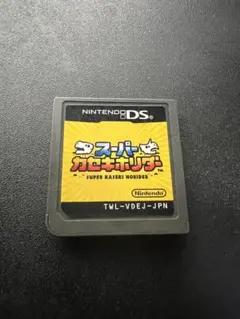 NINTENDO DS
スーパー
カセキホリダー
SUPER KASEKI HORIDER
TM
Nintendo
TWL-VDEJ-JPN